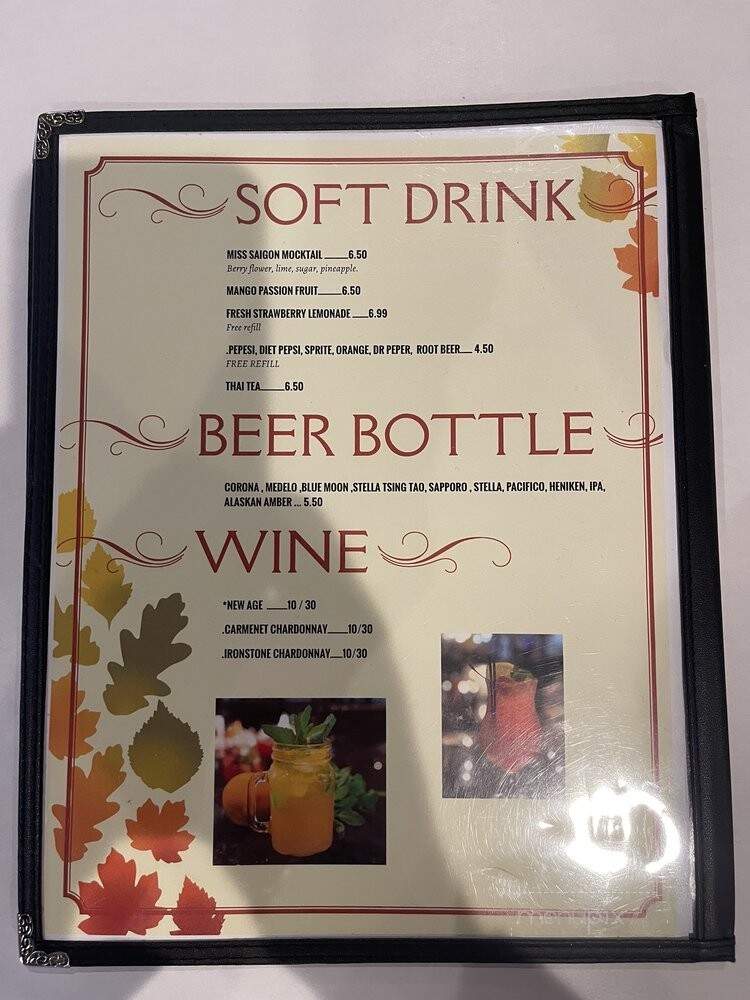 SOFT DRINK
MISS SAIGON MOCKTAIL ......6.50
Berry flower, lime, sugar, pineapple.
MANGO PASSION FRUIT......6.50
FRESH STRAWBERRY LEMONADE ......6.99
Free refill
.PEPESI, DIET PEPSI, SPRITE, ORANGE, DR PEPER, ROOT BEER..... 4.50
FREE REFILL
THAI TEA......6.50
BEER BOTTLE
CORONA , MEDELO ,BLUE MOON ,STELLA TSING TAO, SAPPORO , STELLA, PACIFICO, HENIKEN, IPA,
ALASKAN AMBER ... 5.50
WINE
*NEW AGE ......10 / 30
.CARMENET CHARDONNAY......10/30
.IRONSTONE CHARDONNAY.....10/30